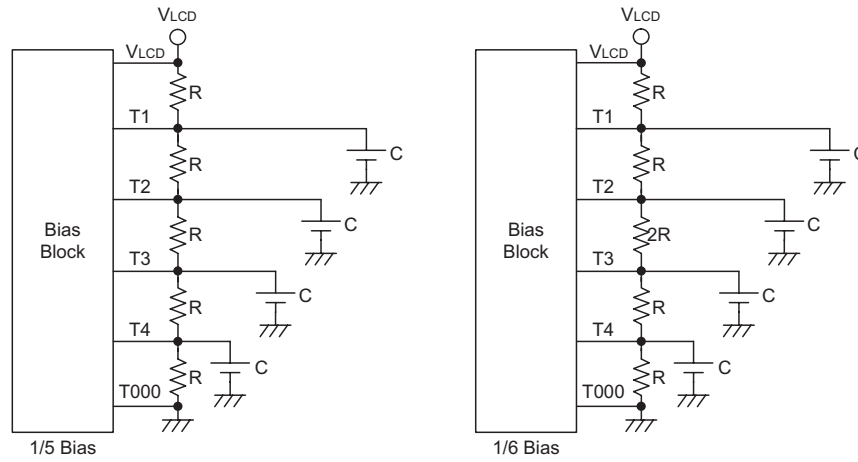 VLCD
VLCD
R
T1
C
R
T2
C
R
Bias
Block
T3
C
R
T4
C
R
T000
1/5 Bias
VLCD
VLCD
R
T1
C
R
T2
C
2R
Bias
Block
T3
C
R
T4
C
R
T000
1/6 Bias